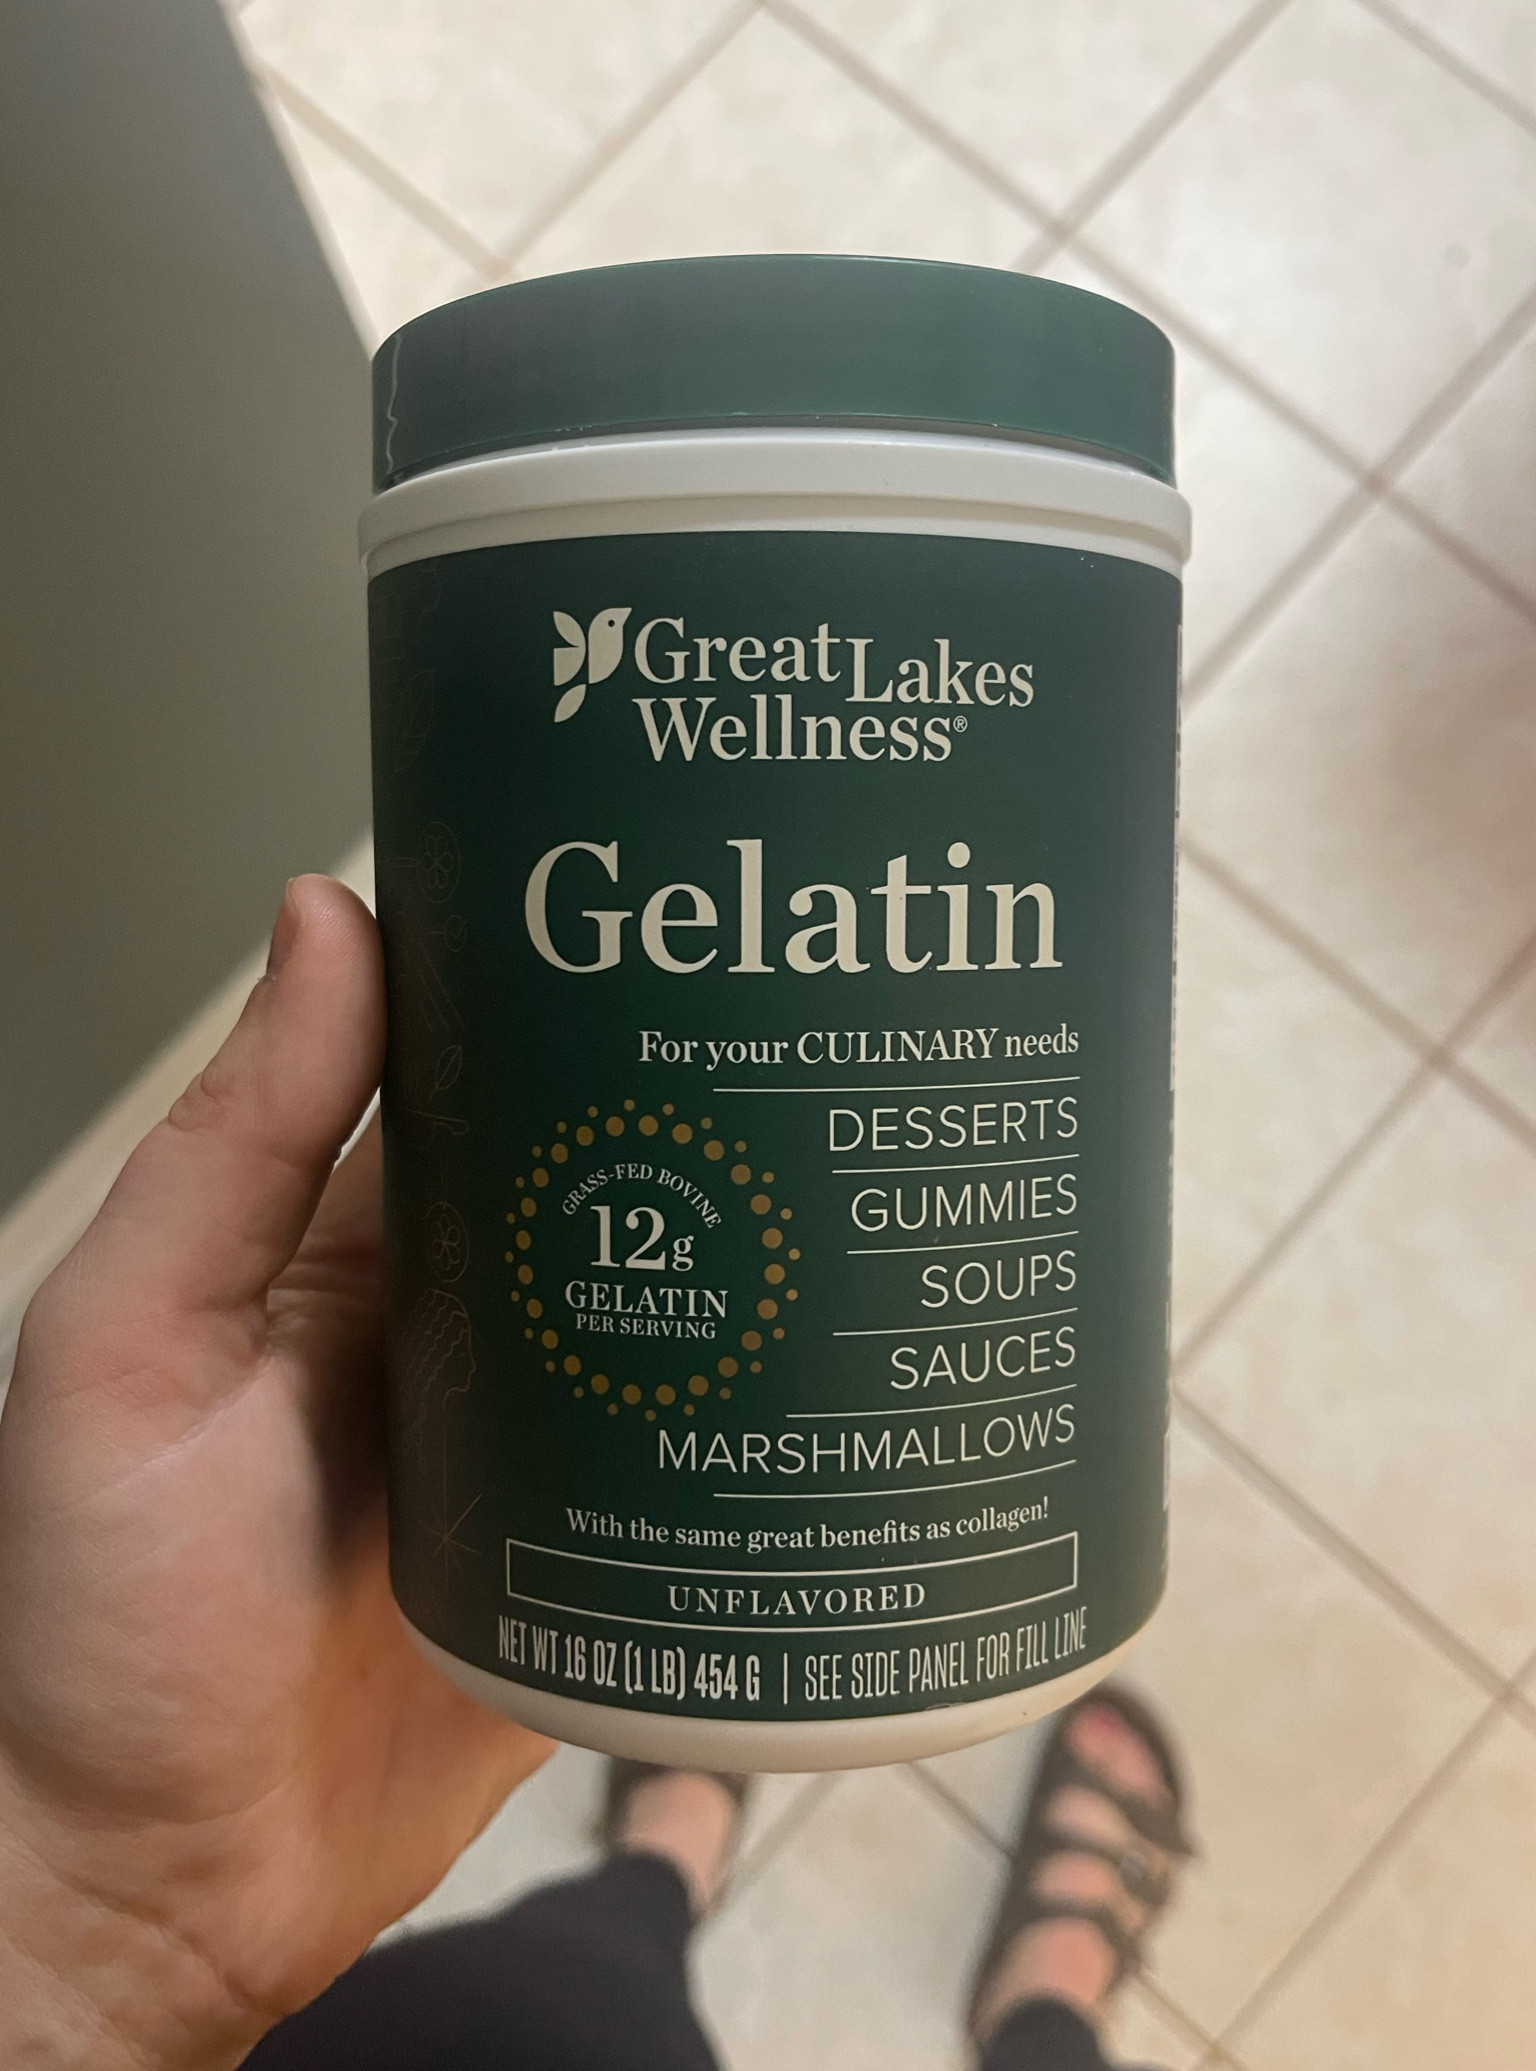 Great Lakes
Wellness®
Gelatin
For your CULINARY needs
DESSERTS
GUMMIES
SOUPS
SAUCES
MARSHMALLOWS
GRASS-FED BOVINE
12g
GELATIN
PER SERVING
With the same great benefits as collagen!
UNFLAVORED
NET WT 16 OZ (1 LB) 454 G | SEE SIDE PANEL FOR FILL LINE